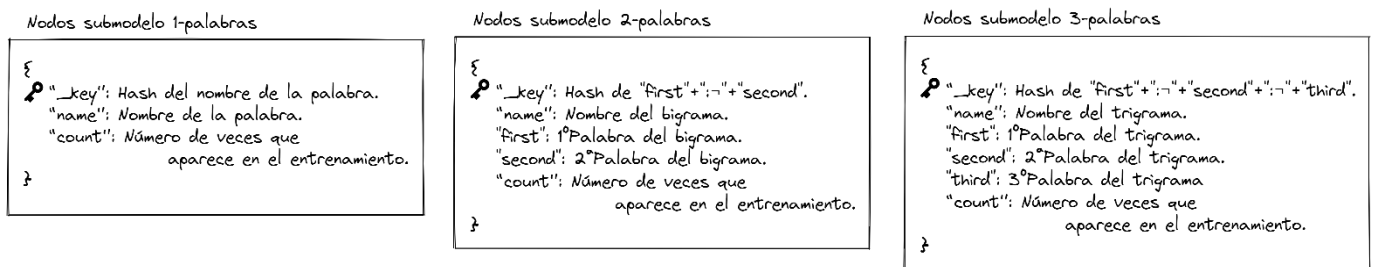 Nodos submodelo 1-palabras
{
"_key": Hash del nombre de la palabra.
"name": Nombre de la palabra.
"count": Número de veces que
aparece en el entrenamiento.
}
Nodos submodelo 2-palabras
{
"_key": Hash de "first"+":¬"+"second".
"name": Nombre del bigrama.
"first": 1ºPalabra del bigrama.
"second": 2ºPalabra del bigrama.
"count": Número de veces que
aparece en el entrenamiento.
}
Nodos submodelo 3-palabras
{
"_key": Hash de "first"+":¬"+"second"+":¬"+"third".
"name": Nombre del trigrama.
"first": 1ºPalabra del trigrama.
"second": 2ºPalabra del trigrama.
"third": 3ºPalabra del trigrama
"count": Número de veces que
aparece en el entrenamiento.
}